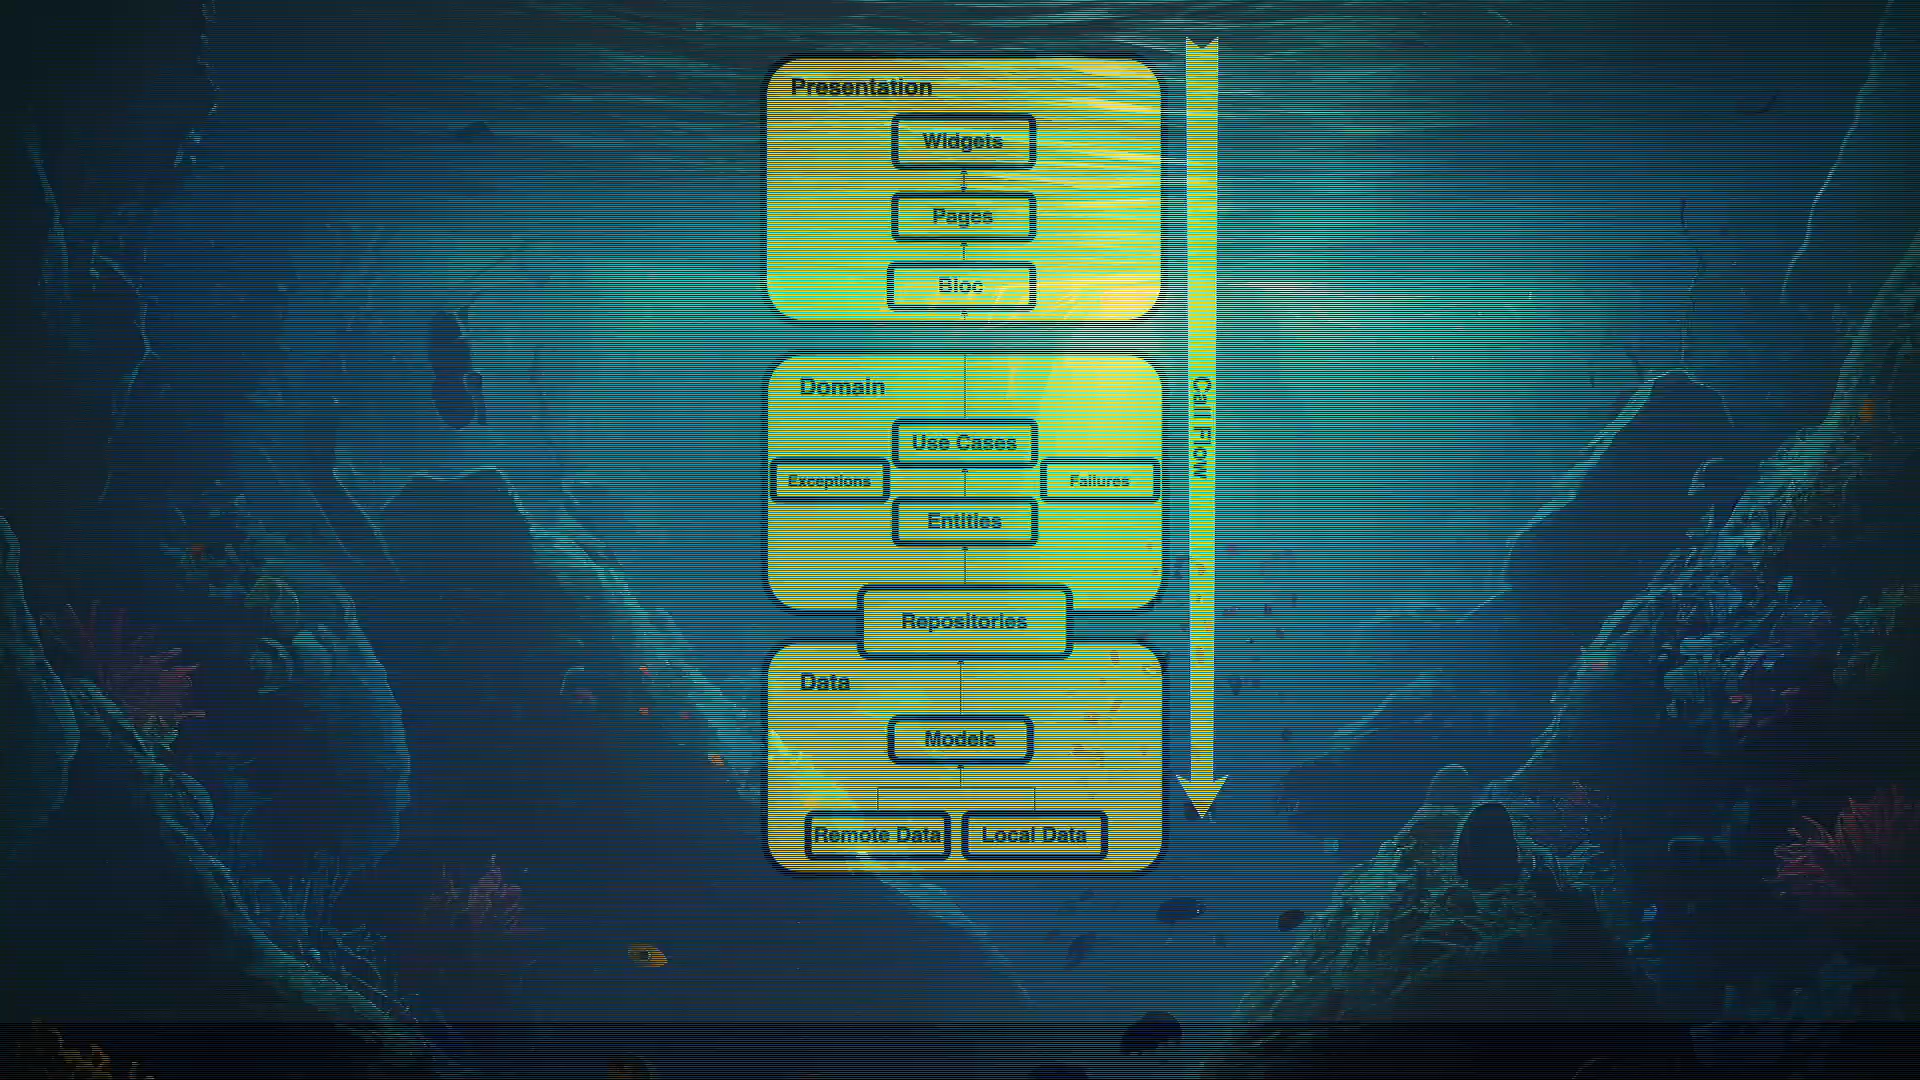 Presentation
Widgets
Pages
Bloc
Domain
Use Cases
Exceptions
Failures
Entities
Repositories
Data
Models
Remote Data
Local Data
Call Flow